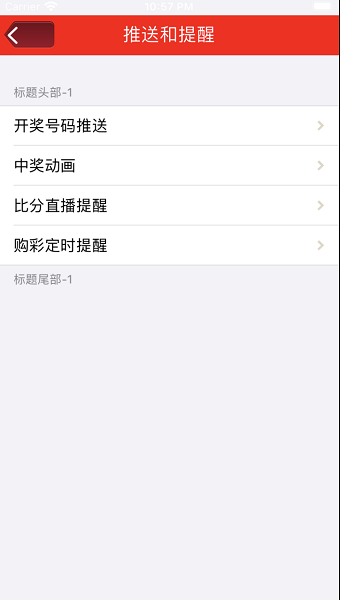 Carrier 10:57 PM
推送和提醒
标题头部-1
开奖号码推送
中奖动画
比分直播提醒
购彩定时提醒
标题尾部-1